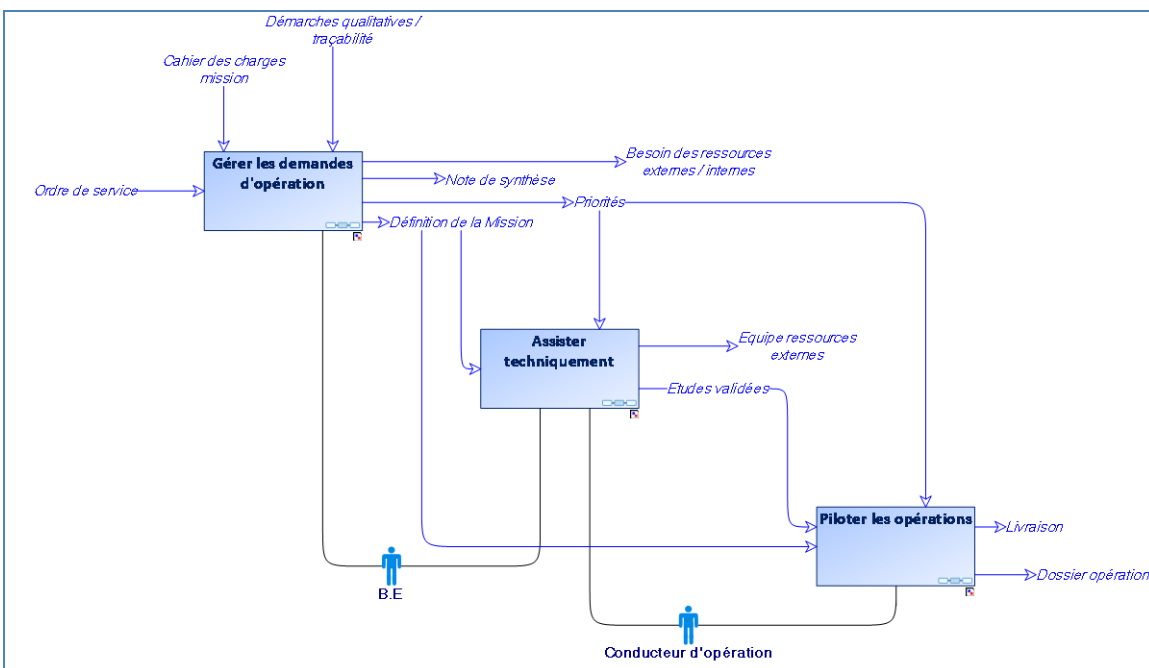 Démarches qualitatives /
traçabilité
Cahier des charges
mission
Gérer les demandes
d'opération
Ordre de service
Besoin des ressources
externes / internes
Note de synthèse
Priorités
Définition de la Mission
Assister
techniquement
Equipe ressources
externes
Etudes validées
Piloter les opérations
Livraison
Dossier opération
B.E
Conducteur d'opération